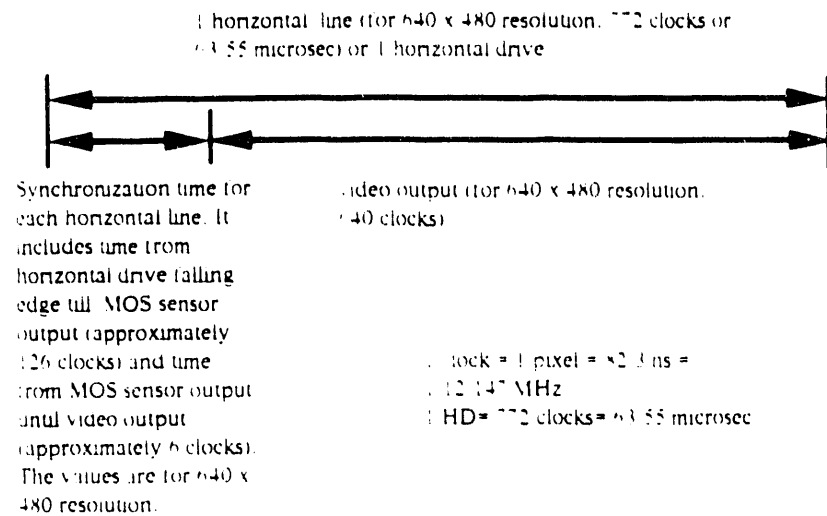 1 horizontal line (for 640 x 480 resolution. 772 clocks or
63.55 microsec) or 1 horizontal drive
Synchronization time for
each horizontal line. It
includes time from
horizontal drive falling
edge till MOS sensor
output (approximately
126 clocks) and time
from MOS sensor output
until video output
(approximately 6 clocks).
The values are for 640 x
480 resolution.
video output (for 640 x 480 resolution.
640 clocks)
1 clock = 1 pixel = 82.3 ns =
12.147 MHz
1 HD= 772 clocks= 63.55 microsec